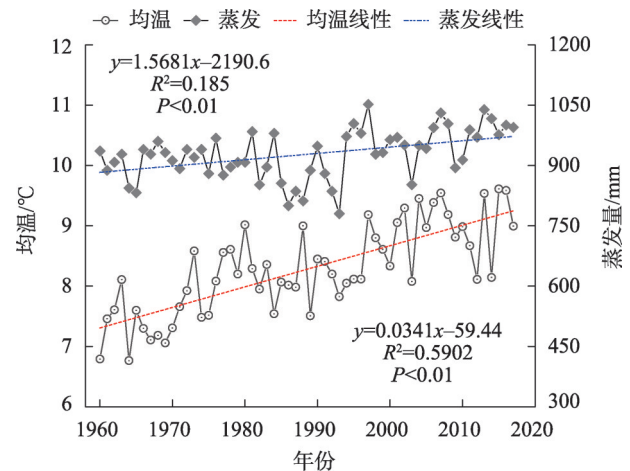 均温 蒸发 均温线性 蒸发线性
12 1200
y=1.5681x–2190.6
R²=0.185
P<0.01
11 1050
10 900
均温/℃
9 750
蒸发量/mm
8 600
y=0.0341x–59.44
R²=0.5902
P<0.01
7 450
6 300
1960 1970 1980 1990 2000 2010 2020
年份